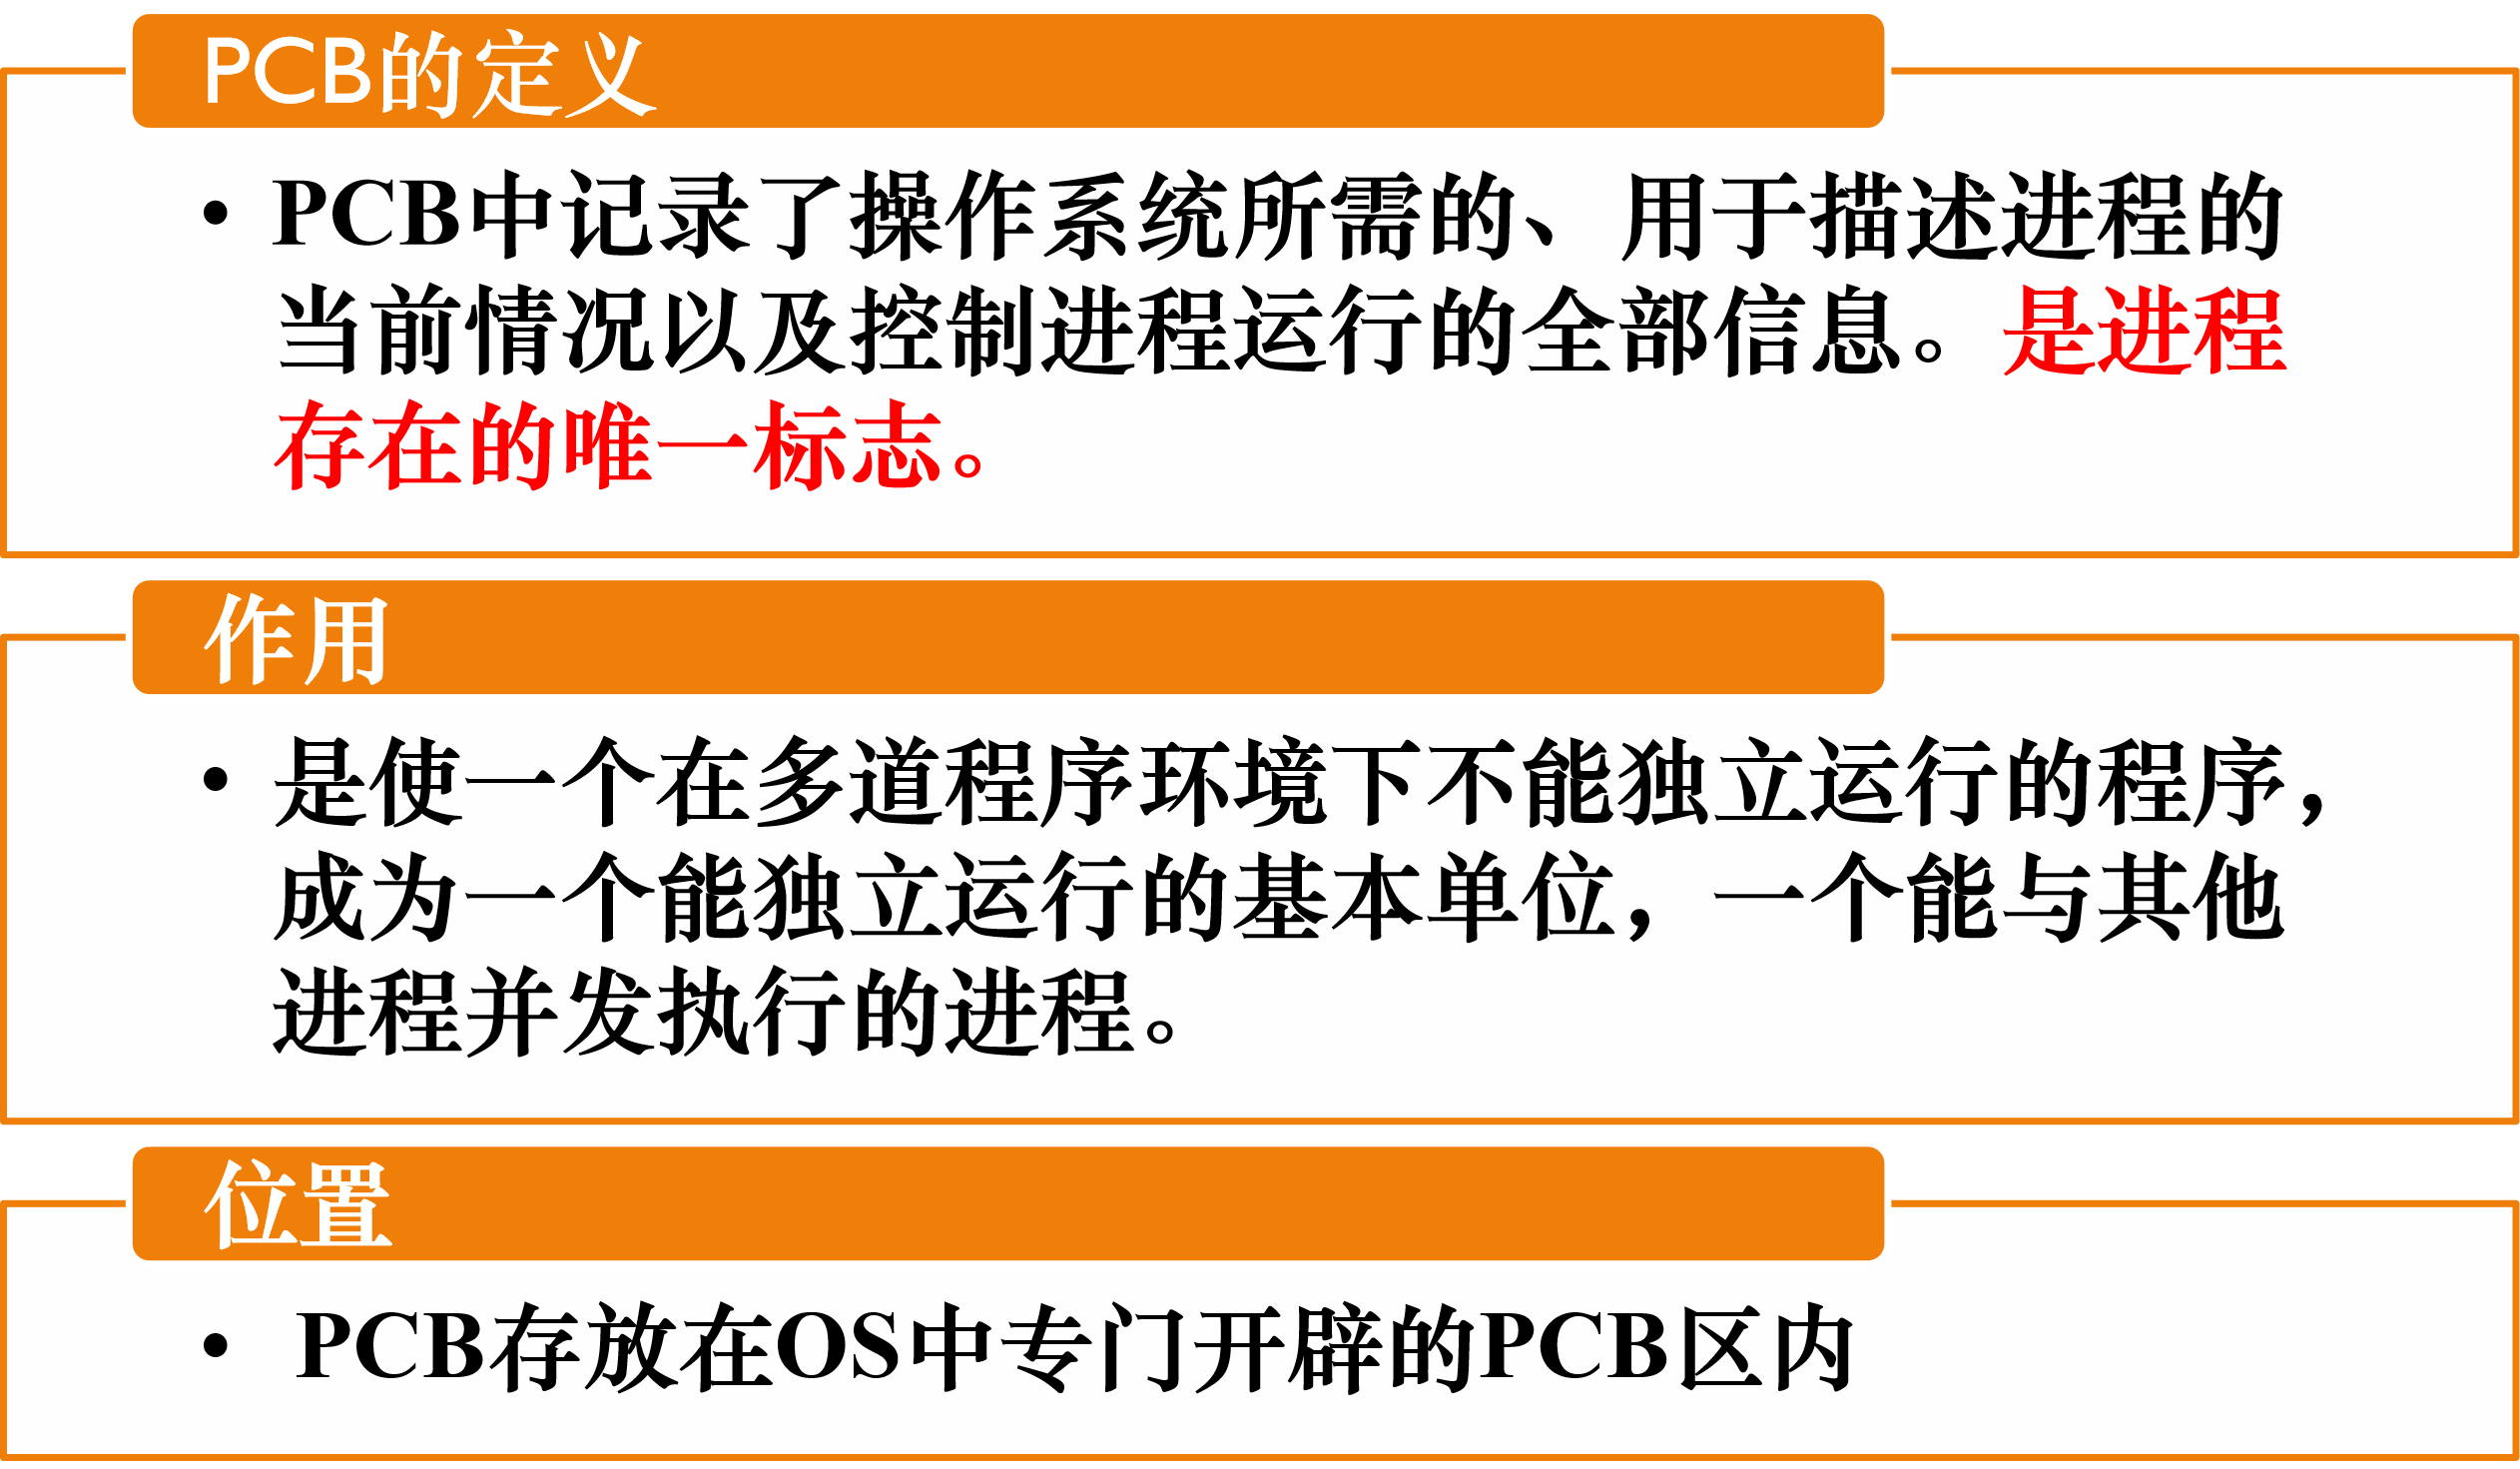 PCB的定义
• PCB中记录了操作系统所需的、用于描述进程的
当前情况以及控制进程运行的全部信息。是进程
存在的唯一标志。
作用
• 是使一个在多道程序环境下不能独立运行的程序，
成为一个能独立运行的基本单位，一个能与其他
进程并发执行的进程。
位置
• PCB存放在OS中专门开辟的PCB区内